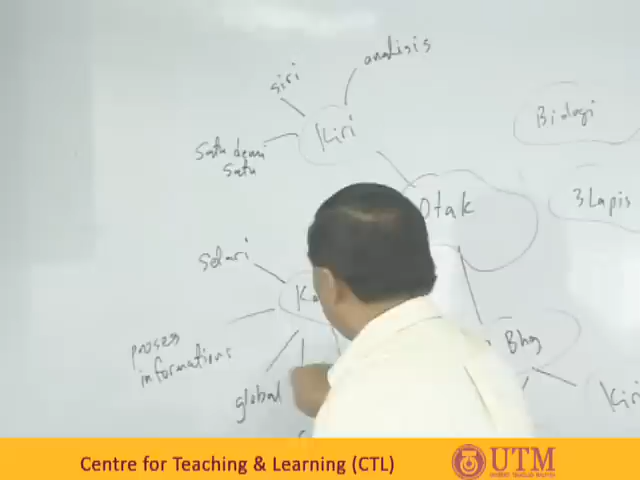 analisis
siri
Kiri
Satu demi
Satu
Biologi
Otak
3 Lapis
Selari
proses
informations
global
Bhg
Kiri
Centre for Teaching & Learning (CTL)
UTM